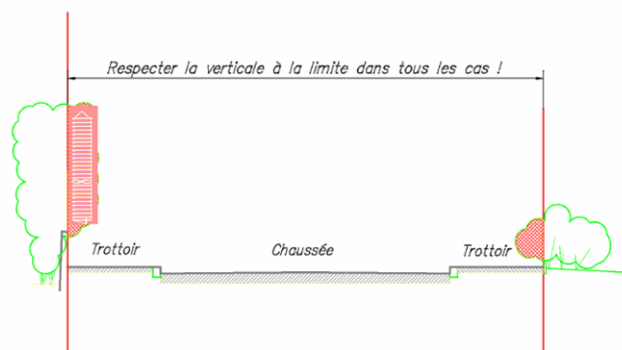 Respecter la verticale à la limite dans tous les cas !
Trottoir Chaussée Trottoir